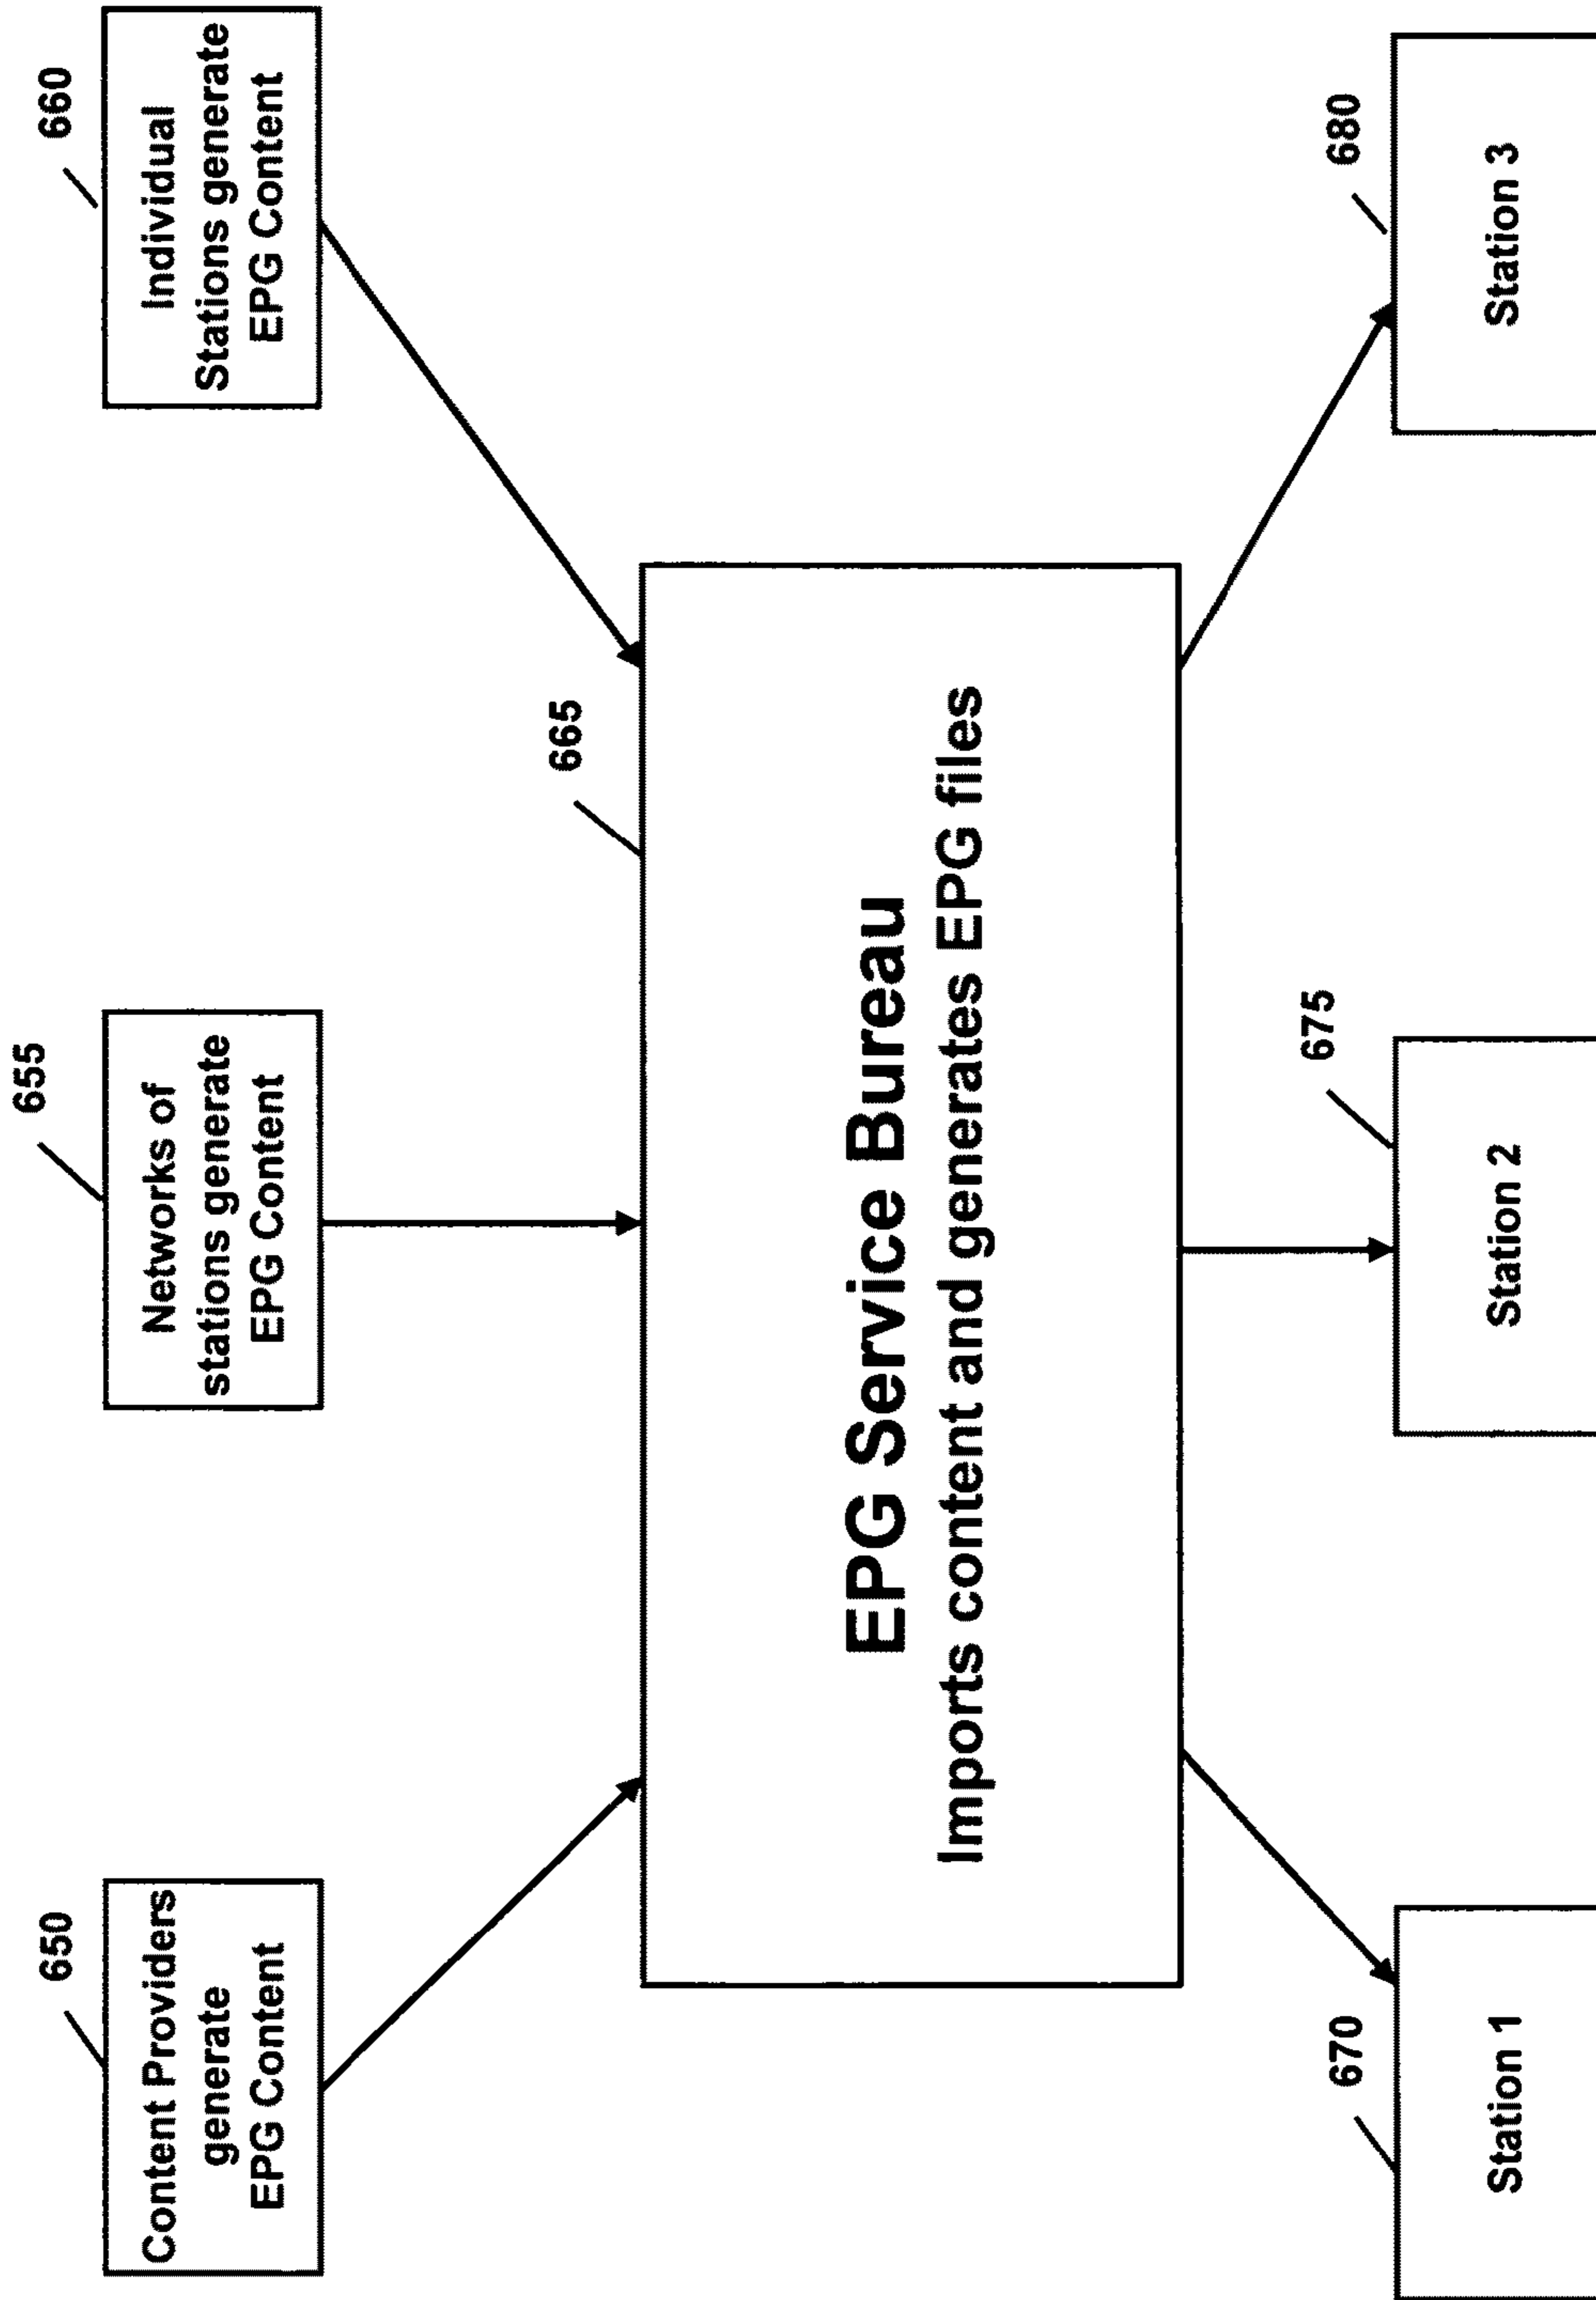 650
Content Providers
generate
EPG Content
655
Networks of
stations generate
EPG Content
660
Individual
Stations generate
EPG Content
665
EPG Service Bureau
Imports content and generates EPG files
670
Station 1
675
Station 2
680
Station 3